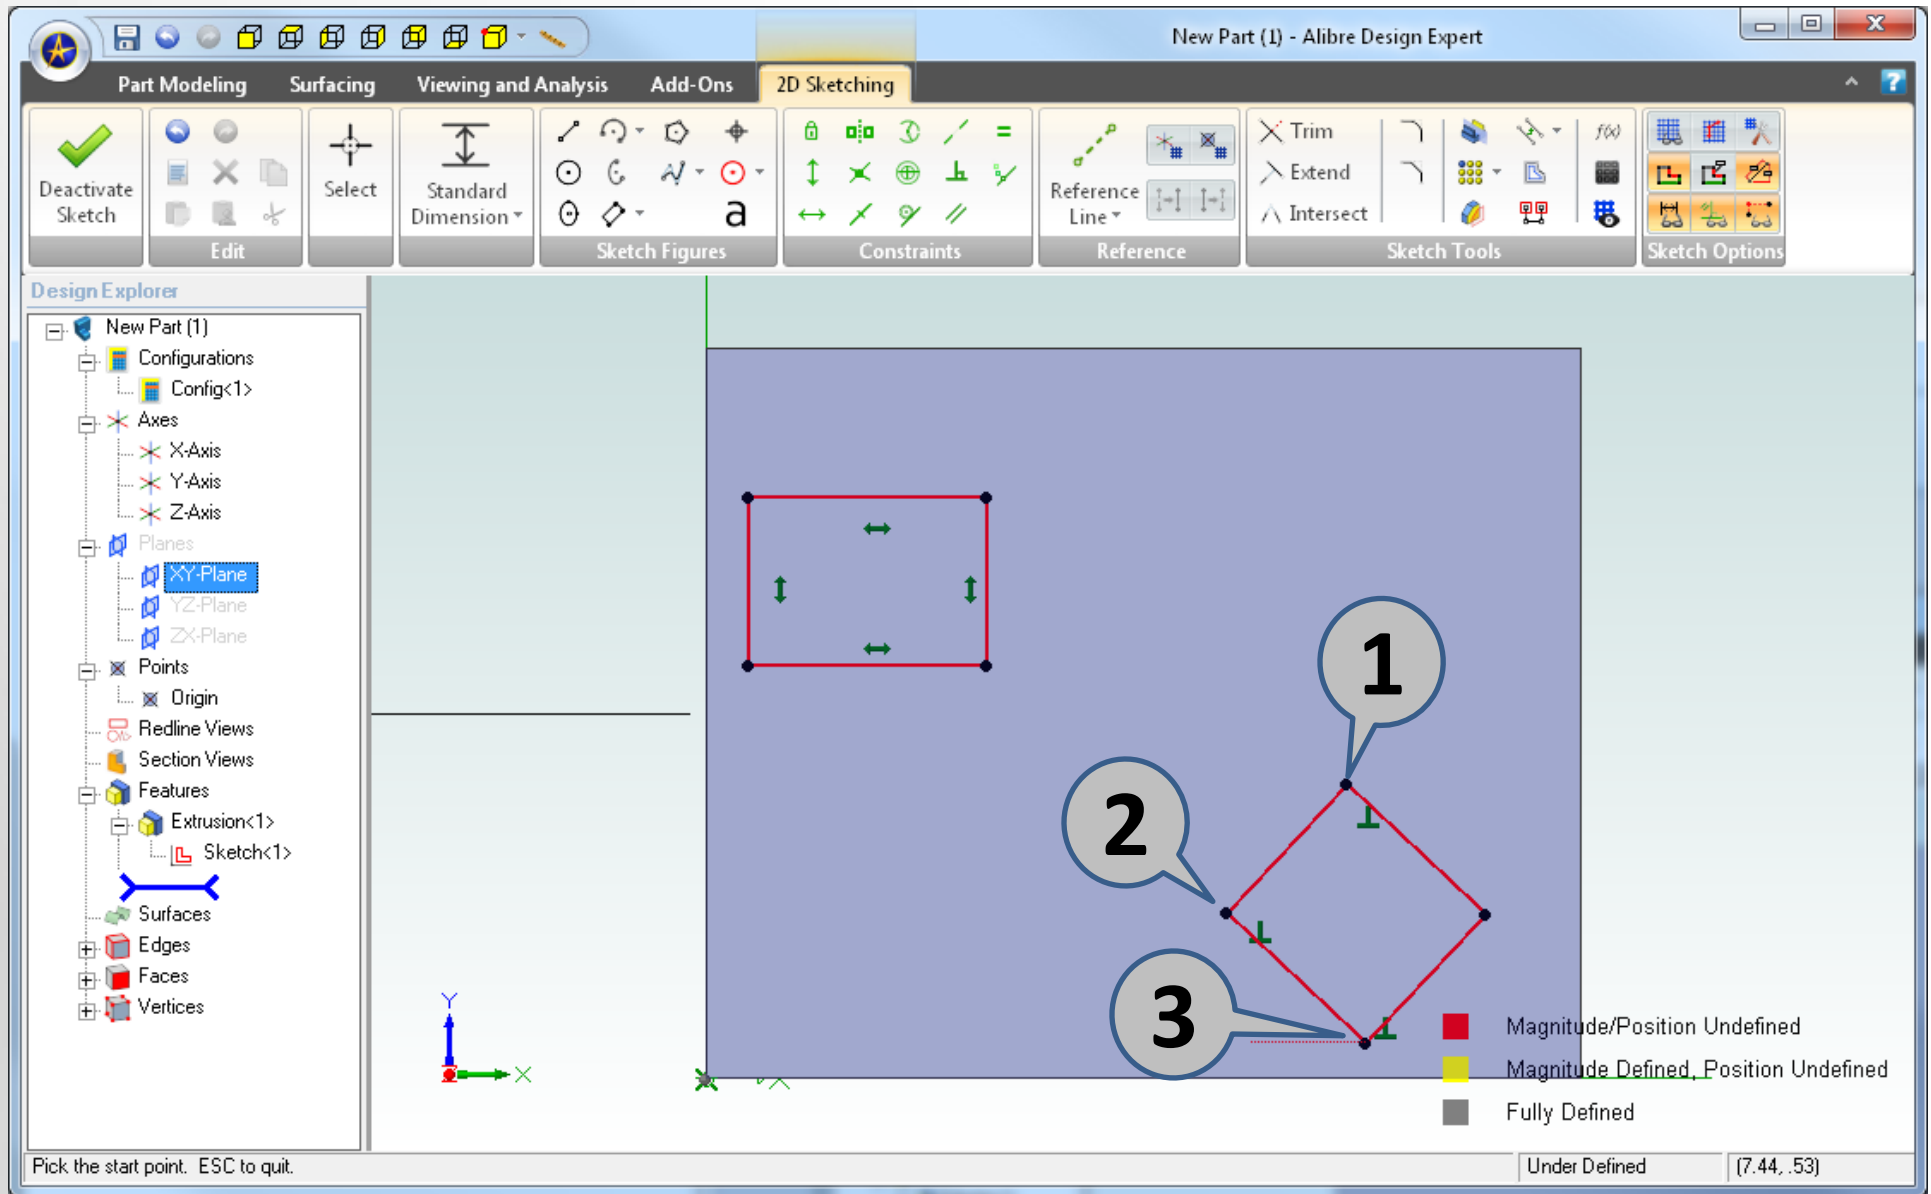 New Part (1) - Alibre Design Expert
Part Modeling Surfacing Viewing and Analysis Add-Ons 2D Sketching
Deactivate Sketch
Edit
Select
Standard Dimension
a
Sketch Figures
Constraints
Reference Line
Reference
Trim
Extend
Intersect
f(x)
Sketch Tools
Sketch Options
Design Explorer
New Part (1)
Configurations
Config<1>
Axes
X-Axis
Y-Axis
Z-Axis
Planes
XY-Plane
YZ-Plane
ZX-Plane
Points
Origin
Redline Views
Section Views
Features
Extrusion<1>
Sketch<1>
Surfaces
Edges
Faces
Vertices
1
2
3
Y
X
X
Magnitude/Position Undefined
Magnitude Defined, Position Undefined
Fully Defined
Pick the start point. ESC to quit.
Under Defined
(7.44, .53)